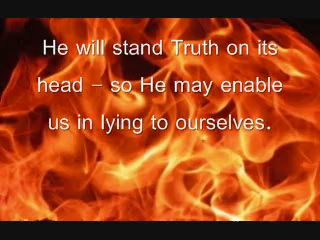 He will stand Truth on its
head – so He may enable
us in lying to ourselves.